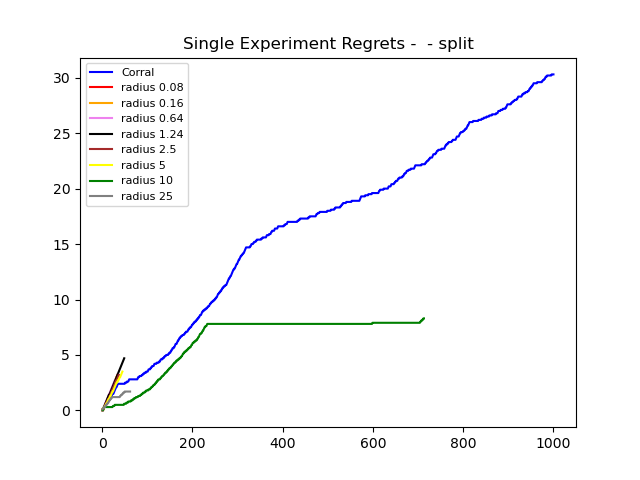 Single Experiment Regrets -  - split
Corral
radius 0.08
radius 0.16
radius 0.64
radius 1.24
radius 2.5
radius 5
radius 10
radius 25
30
25
20
15
10
5
0
0 200 400 600 800 1000